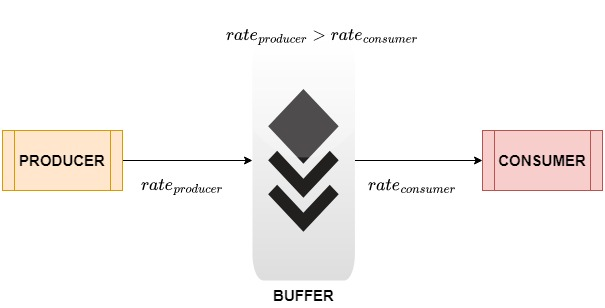 rate_producer > rate_consumer
PRODUCER
CONSUMER
rate_producer
rate_consumer
BUFFER